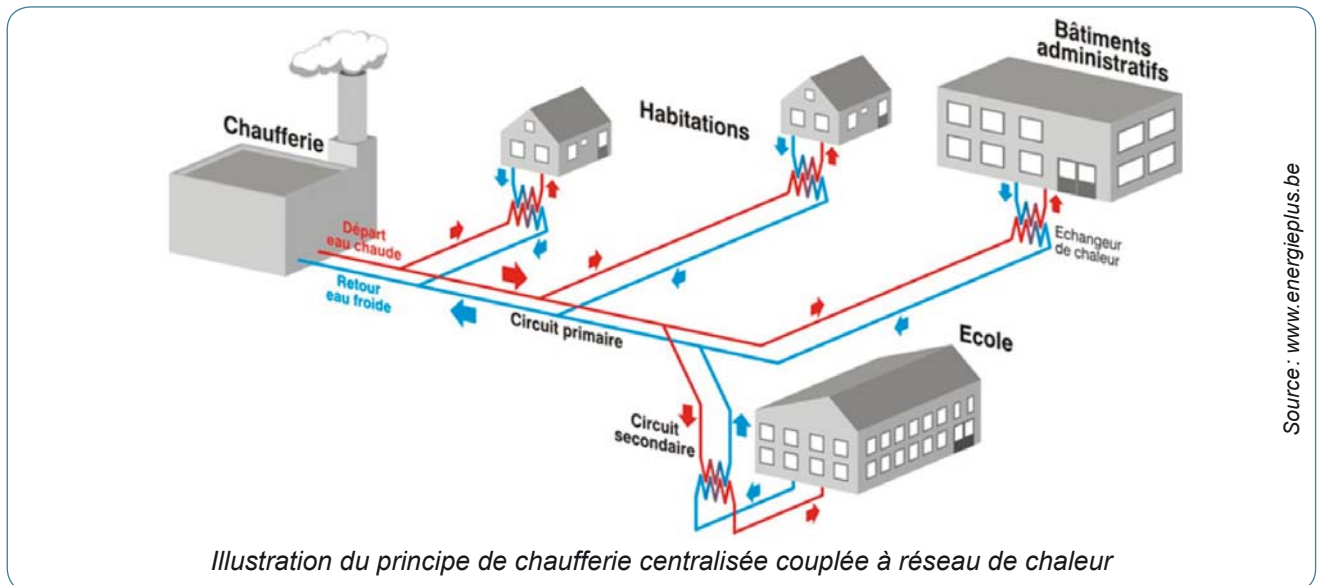 Bâtiments
administratifs
Habitations
Chaufferie
Départ
eau chaude
Echangeur
de chaleur
Retour
eau froide
Circuit primaire
Ecole
Circuit
secondaire
Source : www.energieplus.be
Illustration du principe de chaufferie centralisée couplée à réseau de chaleur